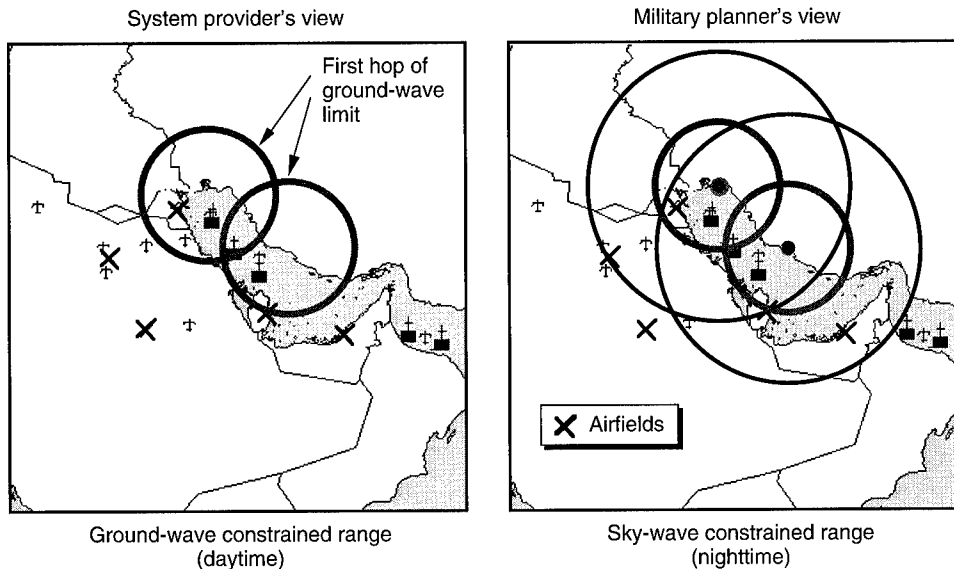 System provider's view
First hop of
ground-wave
limit
Ground-wave constrained range
(daytime)
Military planner's view
Airfields
Sky-wave constrained range
(nighttime)